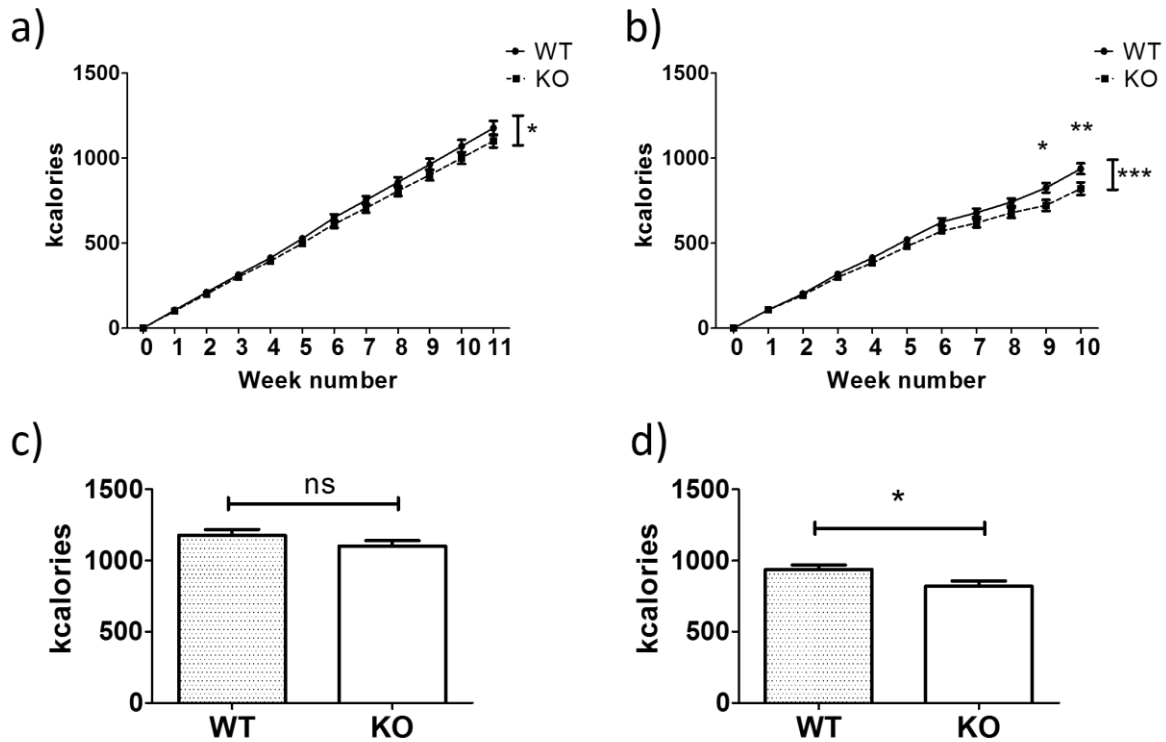 a)
WT
KO
1500
1000
500
0
kcalories
*
0 1 2 3 4 5 6 7 8 9 10 11
Week number
b)
WT
KO
1500
1000
500
0
kcalories
* **
***
0 1 2 3 4 5 6 7 8 9 10
Week number
c)
1500
1000
500
0
kcalories
ns
WT KO
d)
1500
1000
500
0
kcalories
*
WT KO